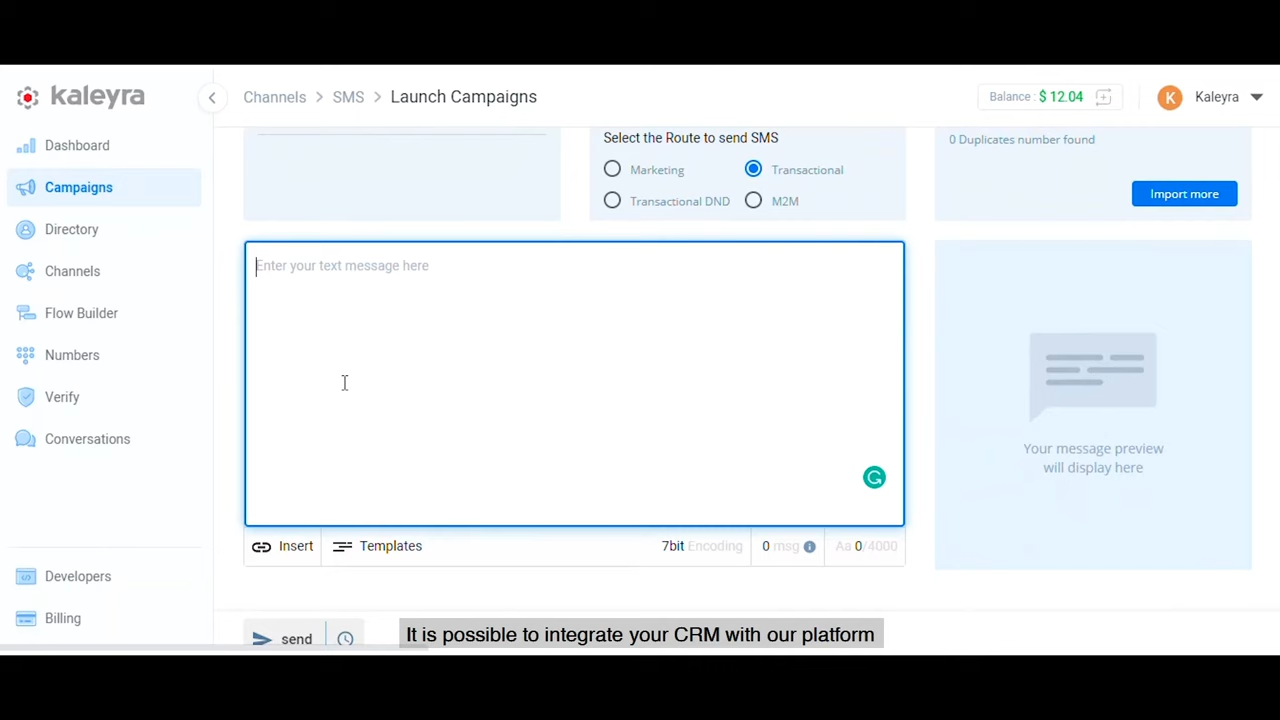 kaleyra
Channels > SMS > Launch Campaigns
Balance : $ 12.04
K
Kaleyra
Dashboard
Campaigns
Directory
Channels
Flow Builder
Numbers
Verify
Conversations
Developers
Billing
Select the Route to send SMS
Marketing
Transactional
Transactional DND
M2M
0 Duplicates number found
Import more
Enter your text message here
Your message preview
will display here
Insert
Templates
7bit Encoding
0 msg
Aa 0/4000
send
It is possible to integrate your CRM with our platform